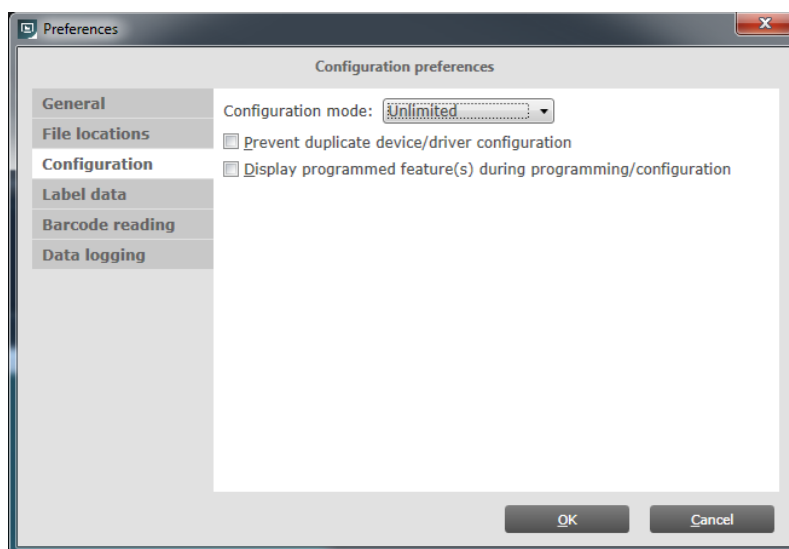 Preferences
Configuration preferences
General
File locations
Configuration
Label data
Barcode reading
Data logging
Configuration mode: Unlimited
Prevent duplicate device/driver configuration
Display programmed feature(s) during programming/configuration
OK
Cancel